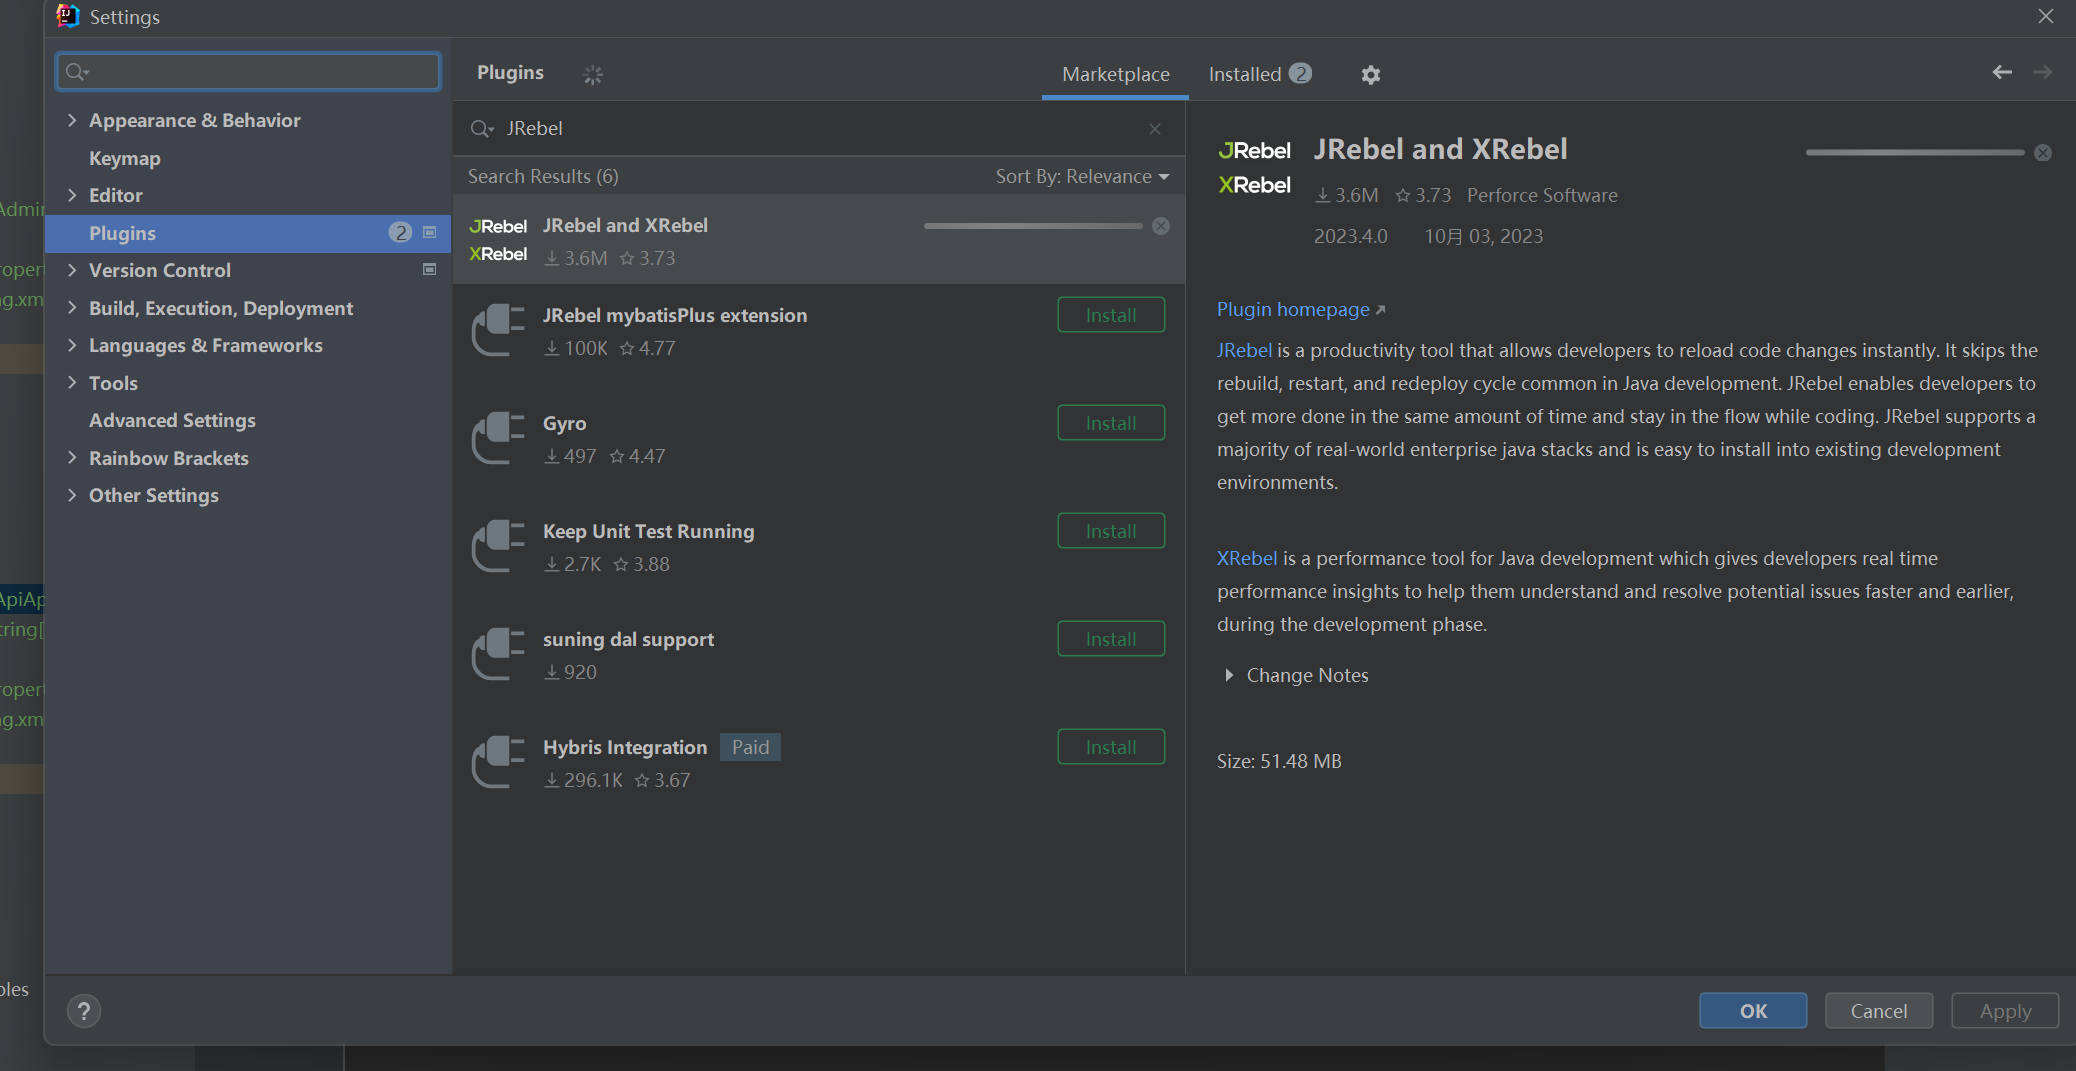 Settings
Plugins
Marketplace
Installed 2
Appearance & Behavior
Keymap
Editor
Plugins 2
Version Control
Build, Execution, Deployment
Languages & Frameworks
Tools
Advanced Settings
Rainbow Brackets
Other Settings
JRebel
Search Results (6)
Sort By: Relevance
JRebel
XRebel
JRebel and XRebel
3.6M 3.73
JRebel mybatisPlus extension
100K 4.77
Install
Gyro
497 4.47
Install
Keep Unit Test Running
2.7K 3.88
Install
suning dal support
920
Install
Hybris Integration Paid
296.1K 3.67
Install
JRebel
XRebel
JRebel and XRebel
3.6M 3.73 Perforce Software
2023.4.0 10月 03, 2023
Plugin homepage
JRebel is a productivity tool that allows developers to reload code changes instantly. It skips the
rebuild, restart, and redeploy cycle common in Java development. JRebel enables developers to
get more done in the same amount of time and stay in the flow while coding. JRebel supports a
majority of real-world enterprise java stacks and is easy to install into existing development
environments.
XRebel is a performance tool for Java development which gives developers real time
performance insights to help them understand and resolve potential issues faster and earlier,
during the development phase.
Change Notes
Size: 51.48 MB
?
OK
Cancel
Apply